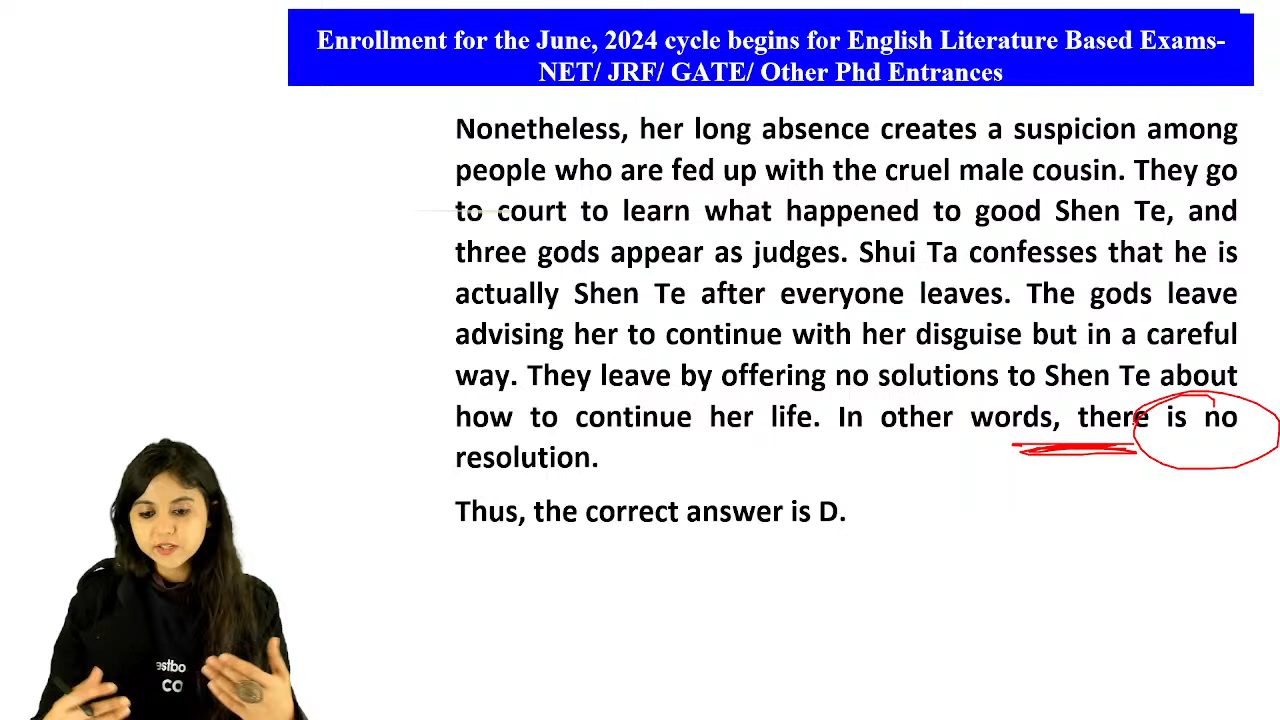 Enrollment for the June, 2024 cycle begins for English Literature Based Exams-
NET/ JRF/ GATE/ Other Phd Entrances
Nonetheless, her long absence creates a suspicion among
people who are fed up with the cruel male cousin. They go
to court to learn what happened to good Shen Te, and
three gods appear as judges. Shui Ta confesses that he is
actually Shen Te after everyone leaves. The gods leave
advising her to continue with her disguise but in a careful
way. They leave by offering no solutions to Shen Te about
how to continue her life. In other words, there is no
resolution.
Thus, the correct answer is D.
estbo
co